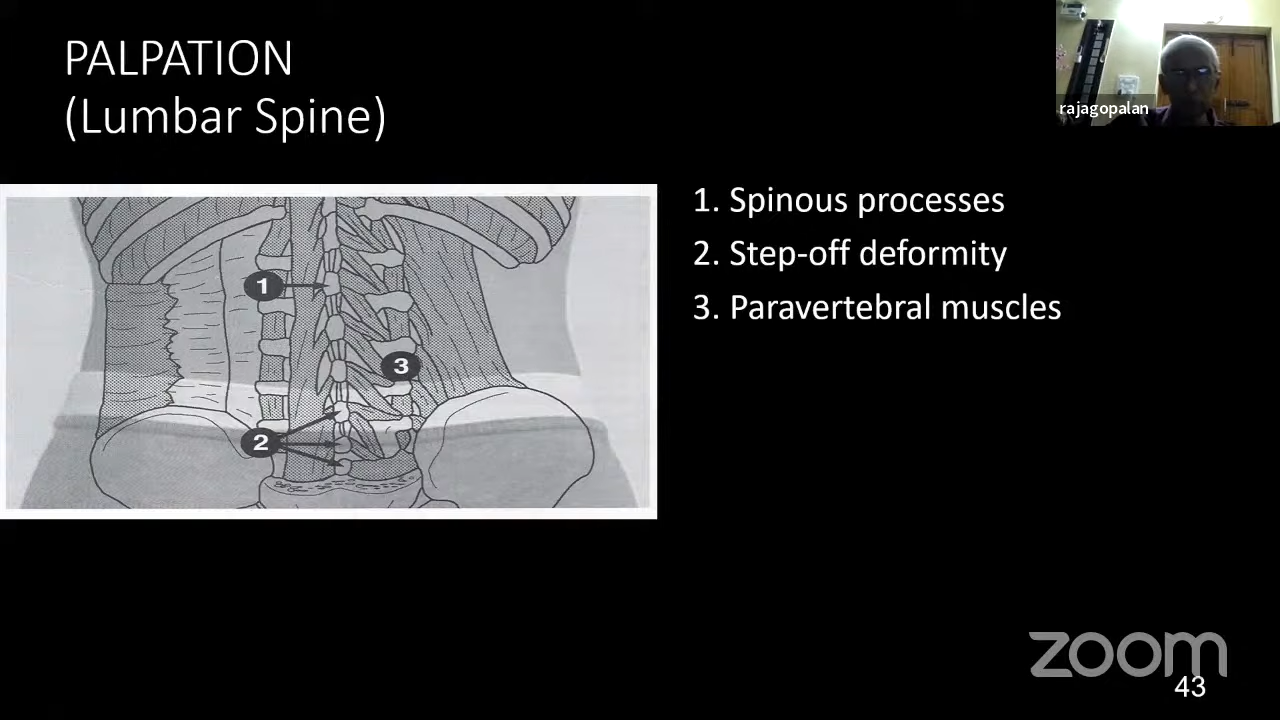 PALPATION
(Lumbar Spine)
rajagopalan
1. Spinous processes
2. Step-off deformity
3. Paravertebral muscles
1
3
2
zoom
43